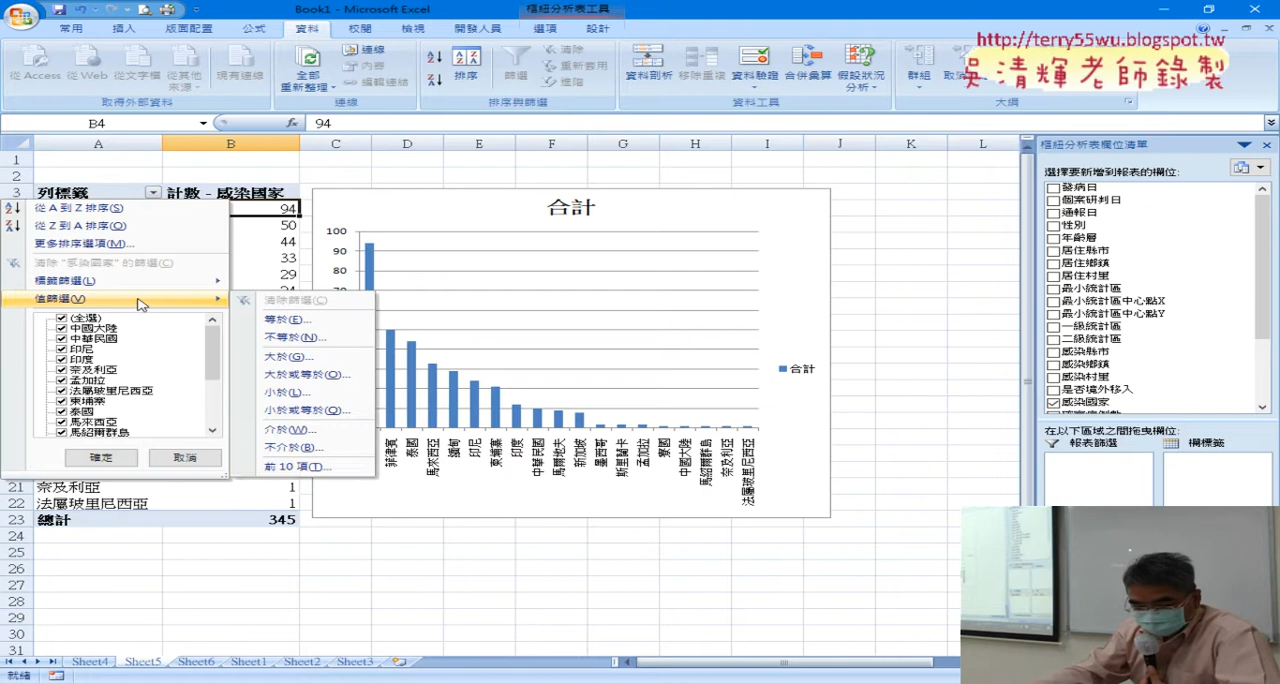 Book1 - Microsoft Excel
樞紐分析表工具
常用 插入 版面配置 公式 資料 校閱 檢視 開發人員 選項 設計
http://terry55wu.blogspot.tw
吳清輝老師錄製
從 Access 從 Web 從文字檔 從其他來源 現有連線
全部重新整理 連線 內容 編輯連結
排序 篩選 清除 重新套用 進階
資料剖析 移除重複 資料驗證 合併彙算 假設狀況分析
群組
取得外部資料 連線 排序與篩選 資料工具 大綱
B4 94
A B C D E F G H I J K L
樞紐分析表欄位清單
1
2
3 列標籤 計數 - 感染國家
94
50
44
33
29
從 A 到 Z 排序(S)
從 Z 到 A 排序(O)
更多排序選項(M)...
清除 "感染國家" 的篩選(C)
標籤篩選(L)
值篩選(V)
(全選)
中國大陸
中華民國
印尼
印度
奈及利亞
孟加拉
法屬玻里尼西亞
柬埔寨
泰國
馬來西亞
馬紹爾群島
確定 取消
清除篩選(C)
等於(E)...
不等於(N)...
大於(G)...
大於或等於(O)...
小於(L)...
小於或等於(Q)...
介於(W)...
不介於(B)...
前 10 項(T)...
21 奈及利亞 1
22 法屬玻里尼西亞 1
23 總計 345
24
25
26
27
28
29
30
31
合計
100
90
80
合計
菲律賓 泰國 馬來西亞 緬甸 印尼 柬埔寨 印度 中華民國 馬爾地夫 新加坡 墨西哥 斯里蘭卡 孟加拉 寮國 中國大陸 馬紹爾群島 奈及利亞 法屬玻里尼西亞
選擇要新增到報表的欄位:
發病日
個案研判日
通報日
性別
年齡層
居住縣市
居住鄉鎮
居住村里
最小統計區
最小統計區中心點X
最小統計區中心點Y
一級統計區
二級統計區
感染縣市
感染鄉鎮
感染村里
是否境外移入
感染國家
在以下區域之間拖曳欄位:
報表篩選 欄標籤
Sheet4 Sheet5 Sheet6 Sheet1 Sheet2 Sheet3
就緒